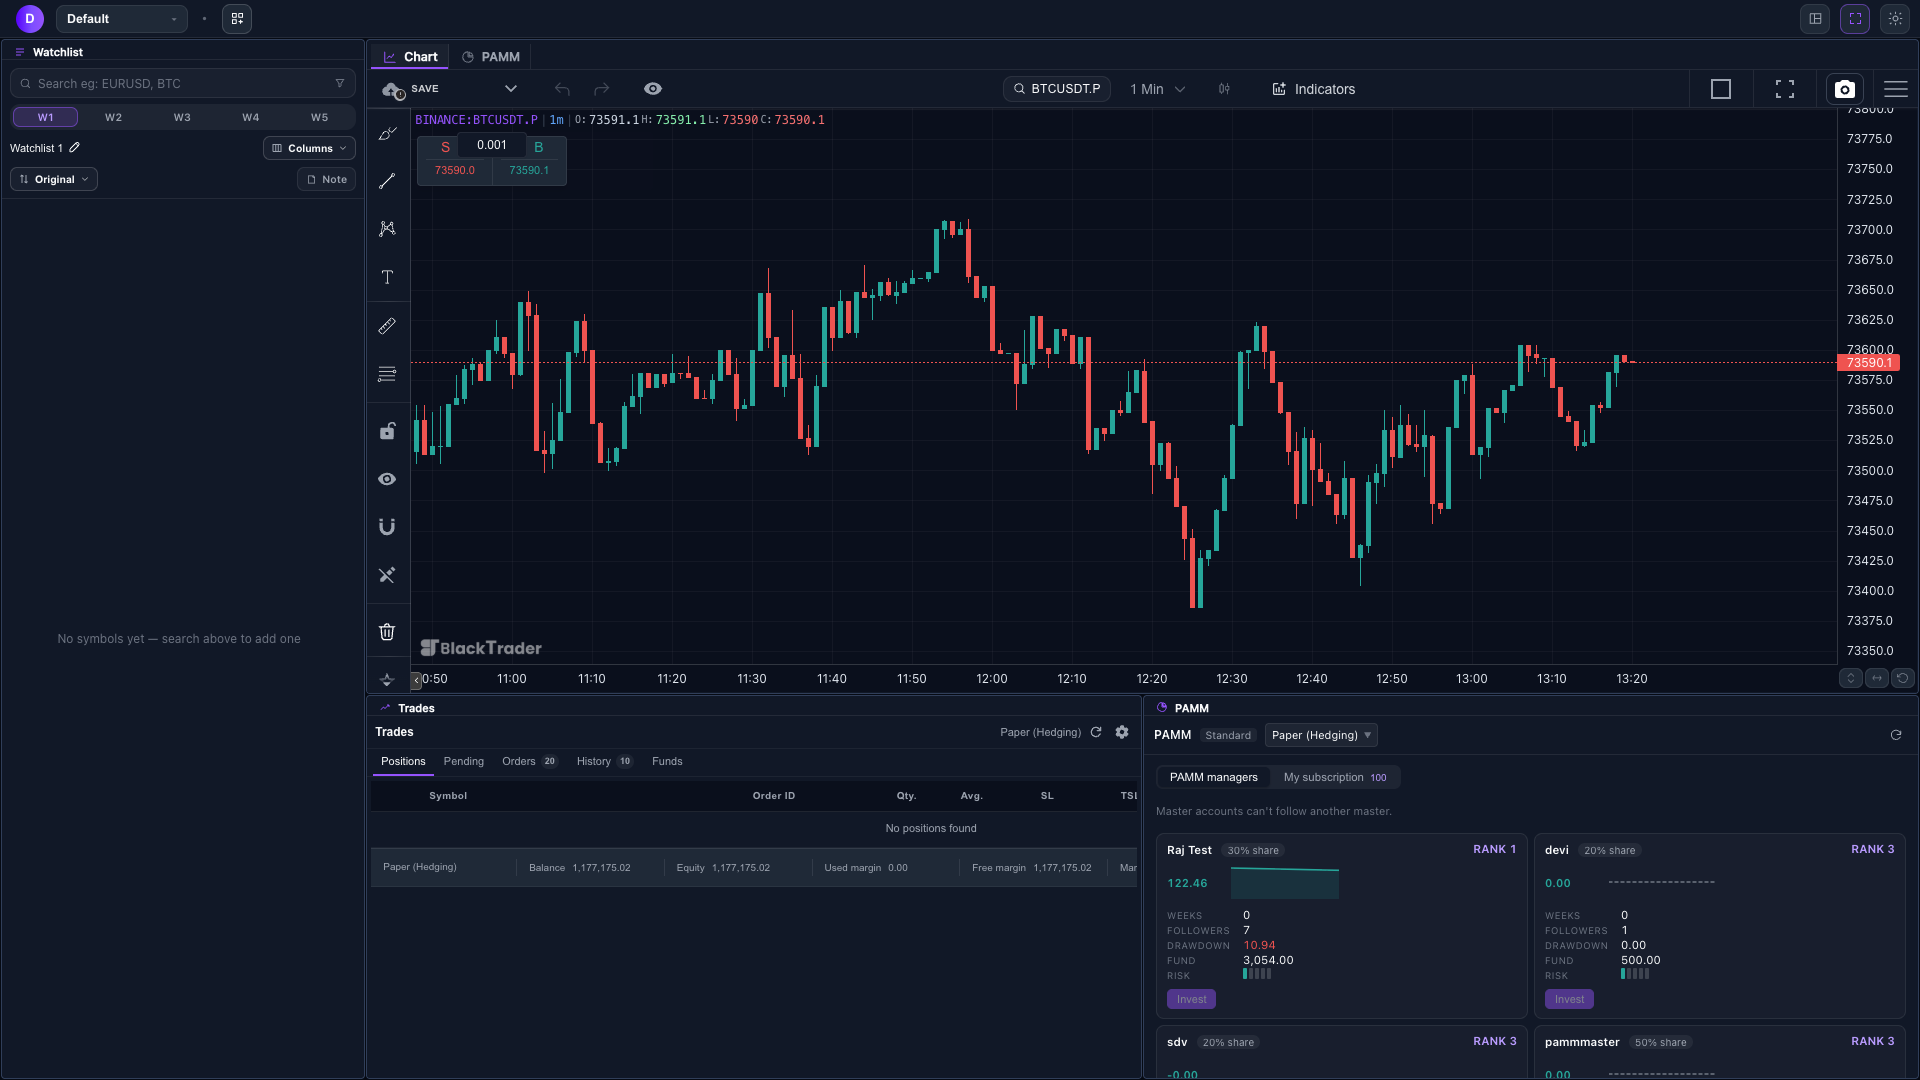 D Default
Watchlist
Search eg: EURUSD, BTC
W1 W2 W3 W4 W5
Watchlist 1 Columns
Original Note
No symbols yet — search above to add one
Chart PAMM
SAVE BTCUSDT.P 1 Min Indicators
BINANCE:BTCUSDT.P 1m O: 73591.1 H: 73591.1 L: 73590 C: 73590.1
S 0.001 B
73590.0 73590.1
73800.0
73775.0
73750.0
73725.0
73700.0
73675.0
73650.0
73625.0
73600.0
73590.1
73575.0
73550.0
73525.0
73500.0
73475.0
73450.0
73425.0
73400.0
73375.0
73350.0
BlackTrader
0:50 11:00 11:10 11:20 11:30 11:40 11:50 12:00 12:10 12:20 12:30 12:40 12:50 13:00 13:10 13:20
Trades
Trades Paper (Hedging)
Positions Pending Orders 20 History 10 Funds
Symbol Order ID Qty. Avg. SL TSL
No positions found
Paper (Hedging) Balance 1,177,175.02 Equity 1,177,175.02 Used margin 0.00 Free margin 1,177,175.02 Mar
PAMM
PAMM Standard Paper (Hedging)
PAMM managers My subscription 100
Master accounts can't follow another master.
Raj Test 30% share RANK 1
122.46
WEEKS 0
FOLLOWERS 7
DRAWDOWN 10.94
FUND 3,054.00
RISK
Invest
devi 20% share RANK 3
0.00
WEEKS 0
FOLLOWERS 1
DRAWDOWN 0.00
FUND 500.00
RISK
Invest
sdv 20% share RANK 3
-0.00
pammmaster 50% share RANK 3
0.00